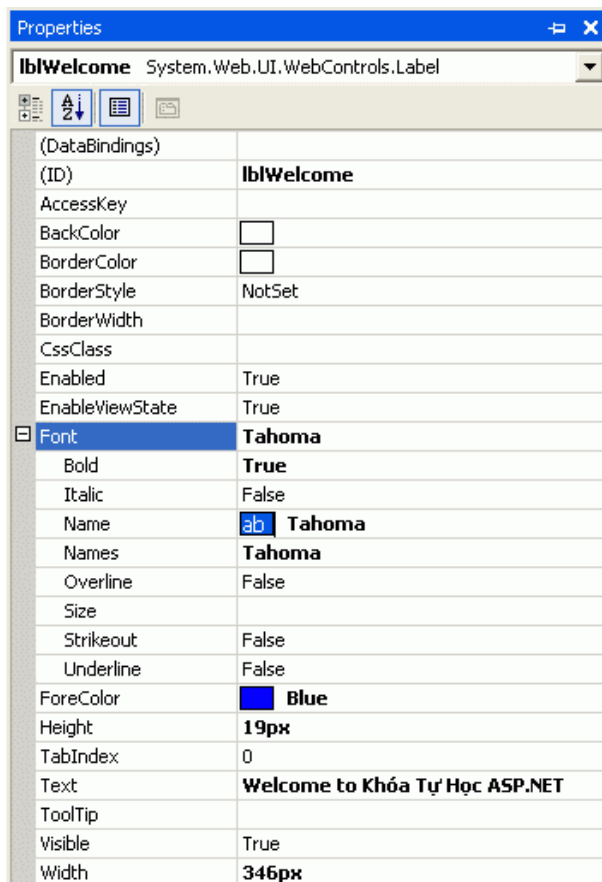 Properties
lblWelcome System.Web.UI.WebControls.Label
(DataBindings)
(ID) lblWelcome
AccessKey
BackColor
BorderColor
BorderStyle NotSet
BorderWidth
CssClass
Enabled True
EnableViewState True
Font Tahoma
Bold True
Italic False
Name ab Tahoma
Names Tahoma
Overline False
Size
Strikeout False
Underline False
ForeColor Blue
Height 19px
TabIndex 0
Text Welcome to Khóa Tự Học ASP.NET
ToolTip
Visible True
Width 346px